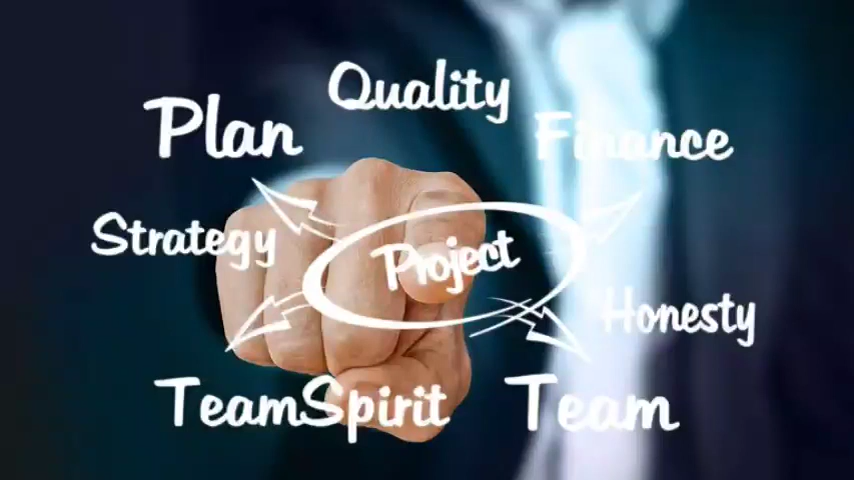 Quality
Plan
Finance
Strategy
Project
Honesty
TeamSpirit
Team